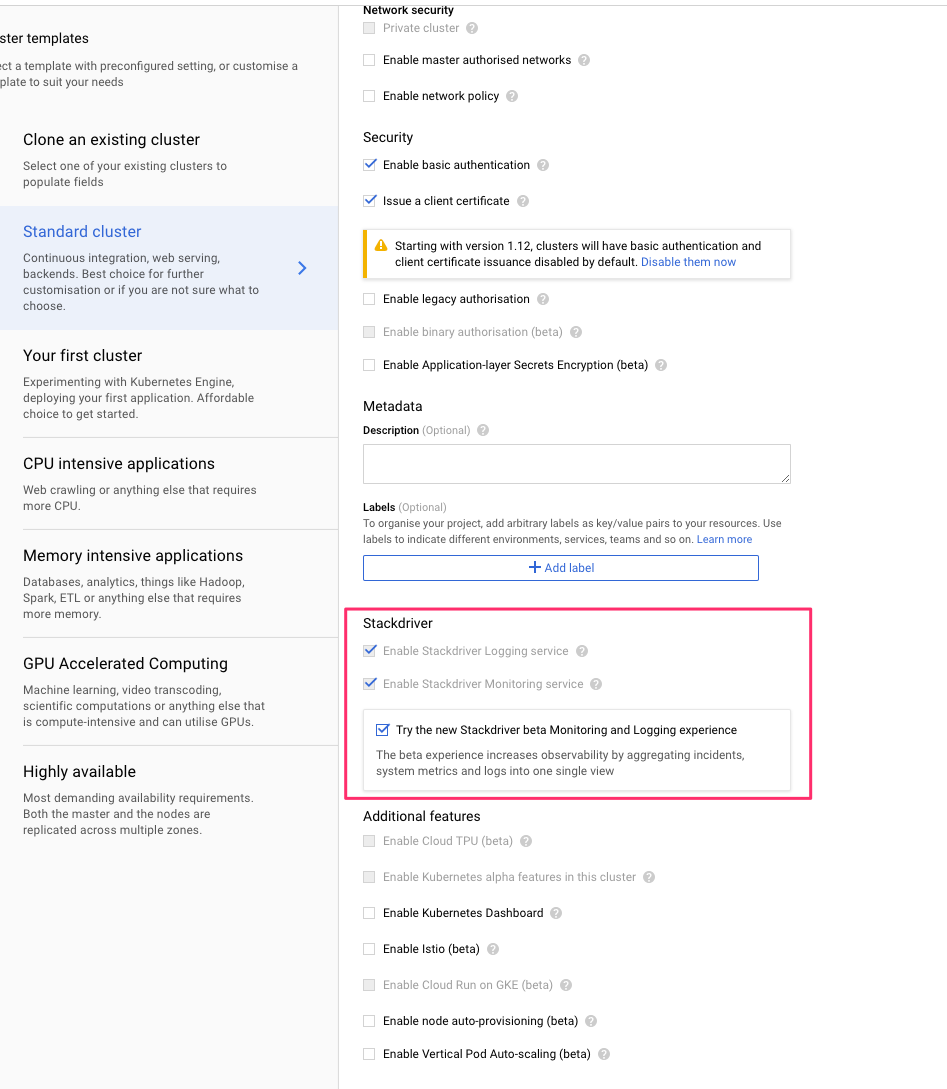 ster templates
ect a template with preconfigured setting, or customise a
plate to suit your needs
Clone an existing cluster
Select one of your existing clusters to
populate fields
Standard cluster
Continuous integration, web serving,
backends. Best choice for further
customisation or if you are not sure what to
choose.
Your first cluster
Experimenting with Kubernetes Engine,
deploying your first application. Affordable
choice to get started.
CPU intensive applications
Web crawling or anything else that requires
more CPU.
Memory intensive applications
Databases, analytics, things like Hadoop,
Spark, ETL or anything else that requires
more memory.
GPU Accelerated Computing
Machine learning, video transcoding,
scientific computations or anything else that
is compute-intensive and can utilise GPUs.
Highly available
Most demanding availability requirements.
Both the master and the nodes are
replicated across multiple zones.
Network security
Private cluster
Enable master authorised networks
Enable network policy
Security
Enable basic authentication
Issue a client certificate
Starting with version 1.12, clusters will have basic authentication and
client certificate issuance disabled by default. Disable them now
Enable legacy authorisation
Enable binary authorisation (beta)
Enable Application-layer Secrets Encryption (beta)
Metadata
Description (Optional)
Labels (Optional)
To organise your project, add arbitrary labels as key/value pairs to your resources. Use
labels to indicate different environments, services, teams and so on. Learn more
Add label
Stackdriver
Enable Stackdriver Logging service
Enable Stackdriver Monitoring service
Try the new Stackdriver beta Monitoring and Logging experience
The beta experience increases observability by aggregating incidents,
system metrics and logs into one single view
Additional features
Enable Cloud TPU (beta)
Enable Kubernetes alpha features in this cluster
Enable Kubernetes Dashboard
Enable Istio (beta)
Enable Cloud Run on GKE (beta)
Enable node auto-provisioning (beta)
Enable Vertical Pod Auto-scaling (beta)